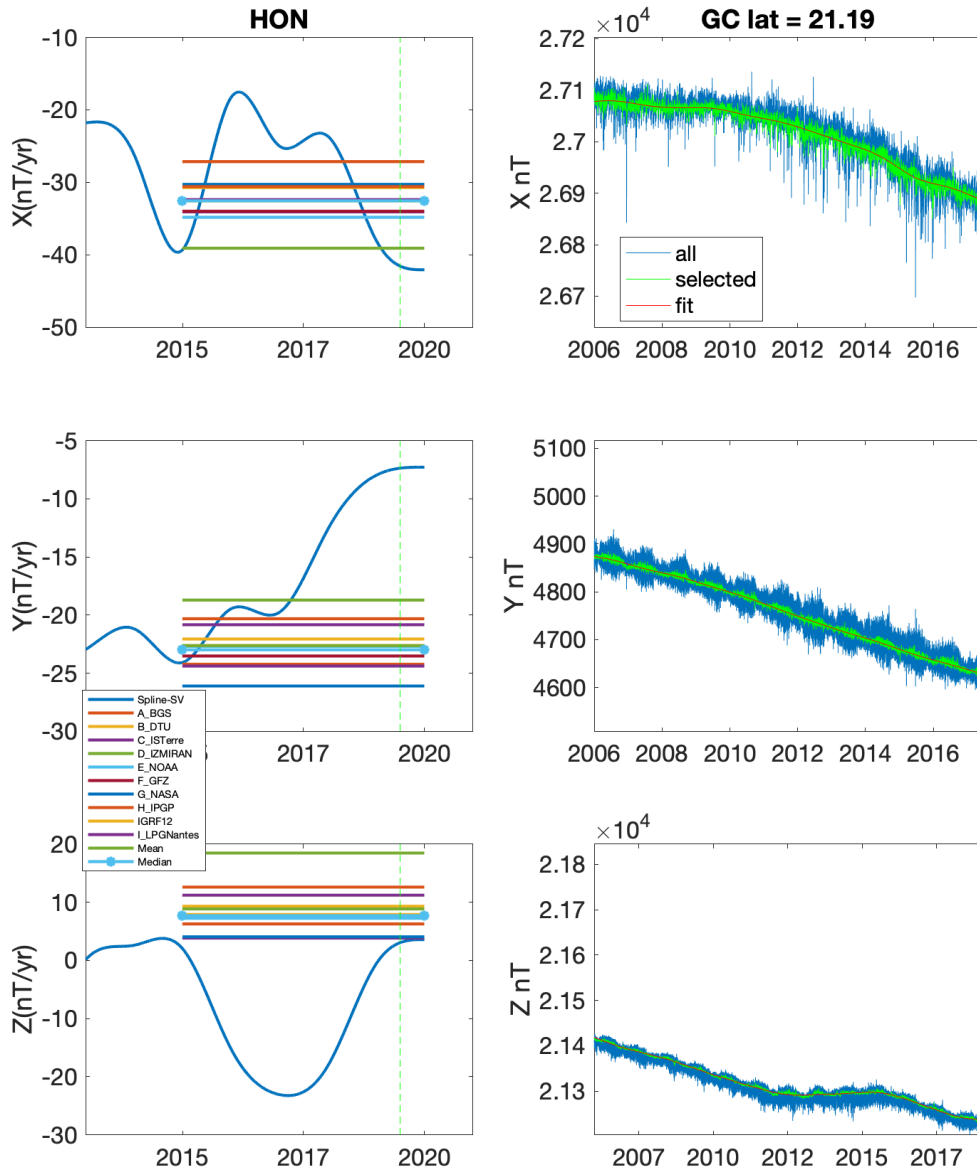 HON
-10
-20
-30
-40
-50
X(nT/yr)
2015
2017
2020
GC lat = 21.19
×10⁴
2.72
2.71
2.7
2.69
2.68
2.67
X nT
all
selected
fit
2006 2008 2010 2012 2014 2016
-5
-10
-15
-20
-25
-30
Y(nT/yr)
2017
2020
5100
5000
4900
4800
4700
4600
Y nT
2006 2008 2010 2012 2014 2016
Spline-SV
A_BGS
B_DTU
C_ISTerre
D_IZMIRAN
E_NOAA
F_GFZ
G_NASA
H_IPGP
IGRF12
I_LPGNantes
Mean
Median
20
10
0
-10
-20
-30
Z(nT/yr)
2015
2017
2020
×10⁴
2.18
2.17
2.16
2.15
2.14
2.13
Z nT
2007 2010 2012 2015 2017